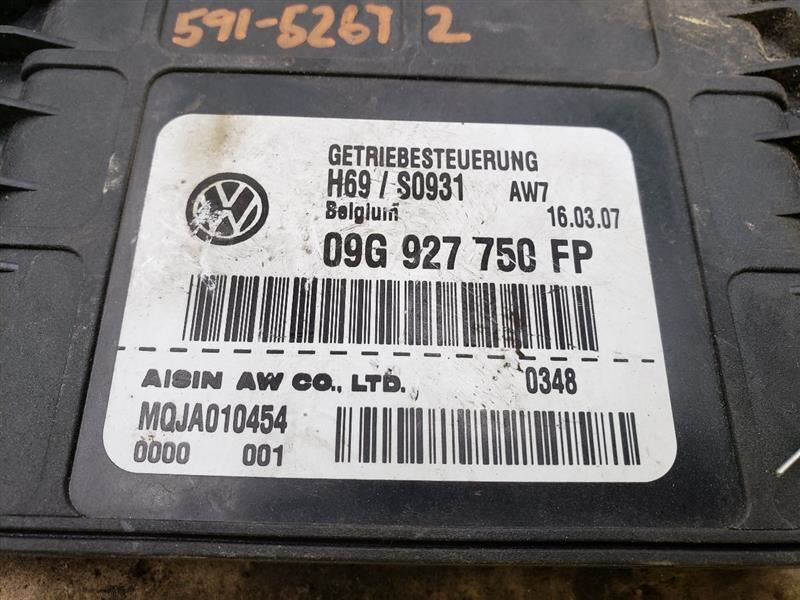 591-5267 2
GETRIEBESTEUERUNG
H69 / S0931 AW7
Belgium 16.03.07
09G 927 750 FP
AISIN AW CO., LTD. 0348
MQJA010454
0000 001